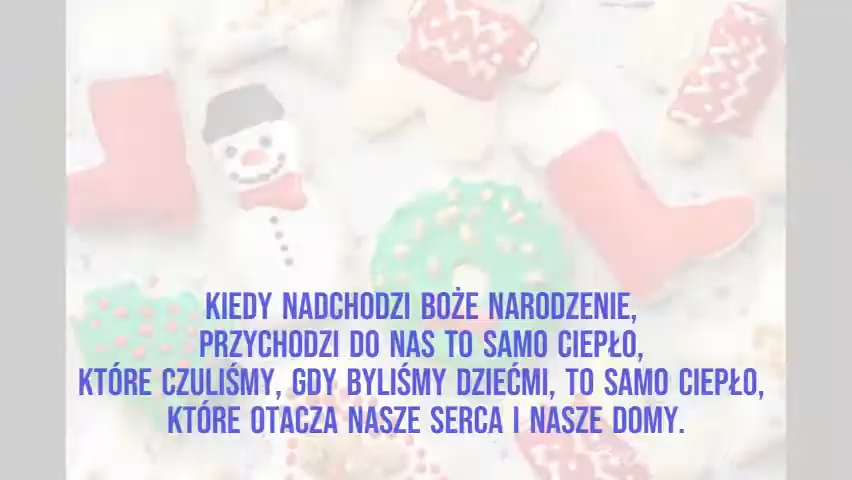 KIEDY NADCHODZI BOŻE NARODZENIE,
PRZYCHODZI DO NAS TO SAMO CIEPŁO,
KTÓRE CZULIŚMY, GDY BYLIŚMY DZIEĆMI, TO SAMO CIEPŁO,
KTÓRE OTACZA NASZE SERCA I NASZE DOMY.